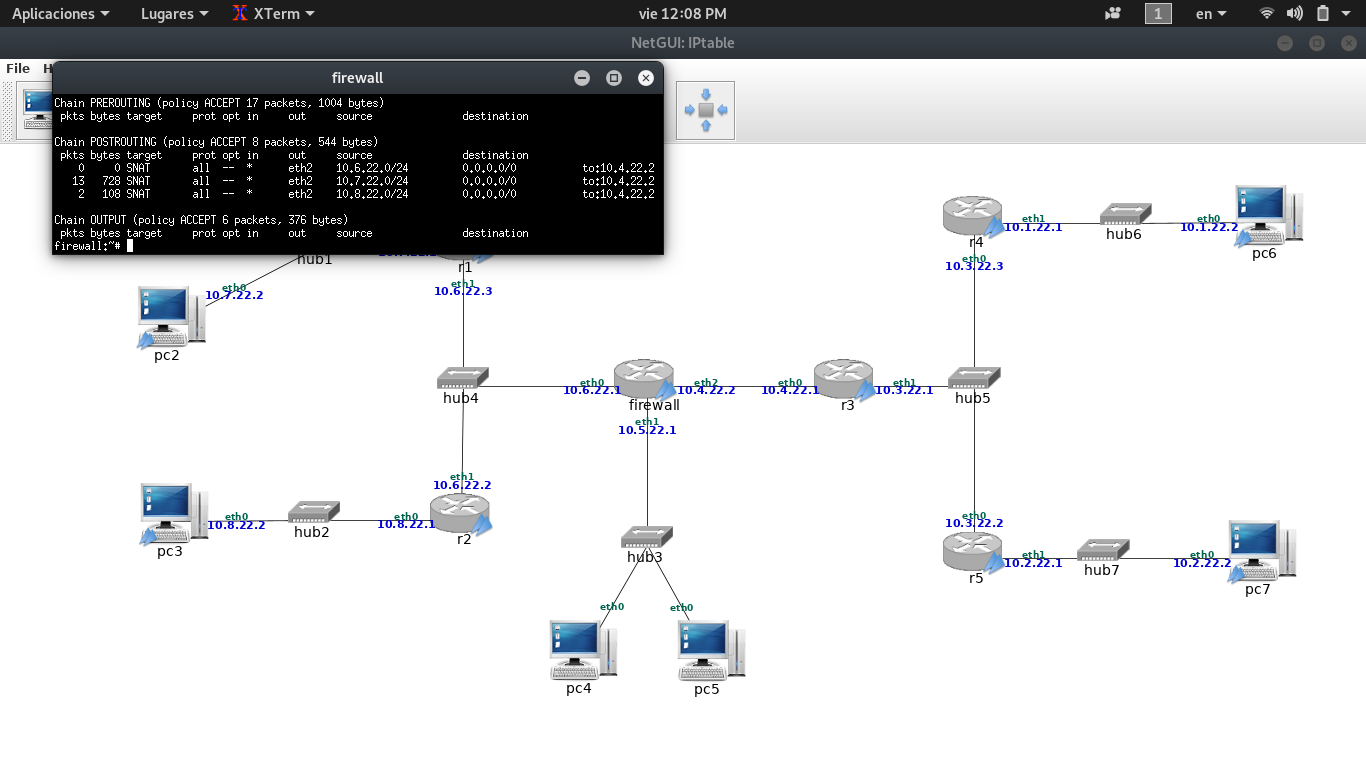 Aplicaciones Lugares XTerm vie 12:08 PM 1 en
NetGUI: IPtable
File H
firewall
Chain PREROUTING (policy ACCEPT 17 packets, 1004 bytes)
pkts bytes target prot opt in out source destination
Chain POSTROUTING (policy ACCEPT 8 packets, 544 bytes)
pkts bytes target prot opt in out source destination
0 0 SNAT all -- * eth2 10.6.22.0/24 0.0.0.0/0 to:10.4.22.2
13 728 SNAT all -- * eth2 10.7.22.0/24 0.0.0.0/0 to:10.4.22.2
2 108 SNAT all -- * eth2 10.8.22.0/24 0.0.0.0/0 to:10.4.22.2
Chain OUTPUT (policy ACCEPT 6 packets, 376 bytes)
pkts bytes target prot opt in out source destination
firewall:~#
eth1
10.1.22.1
hub6
eth0
10.1.22.2
pc6
r4
eth0
10.3.22.3
hub1
r1
eth1
10.6.22.3
eth0
10.7.22.2
pc2
hub4
eth0
10.6.22.1
firewall
eth2
10.4.22.2
eth0
10.4.22.1
r3
eth1
10.3.22.1
hub5
eth1
10.5.22.1
eth1
10.6.22.2
pc3
eth0
10.8.22.2
hub2
eth0
10.8.22.1
r2
eth0
10.3.22.2
r5
eth1
10.2.22.1
hub7
eth0
10.2.22.2
pc7
hub3
eth0
eth0
pc4
pc5